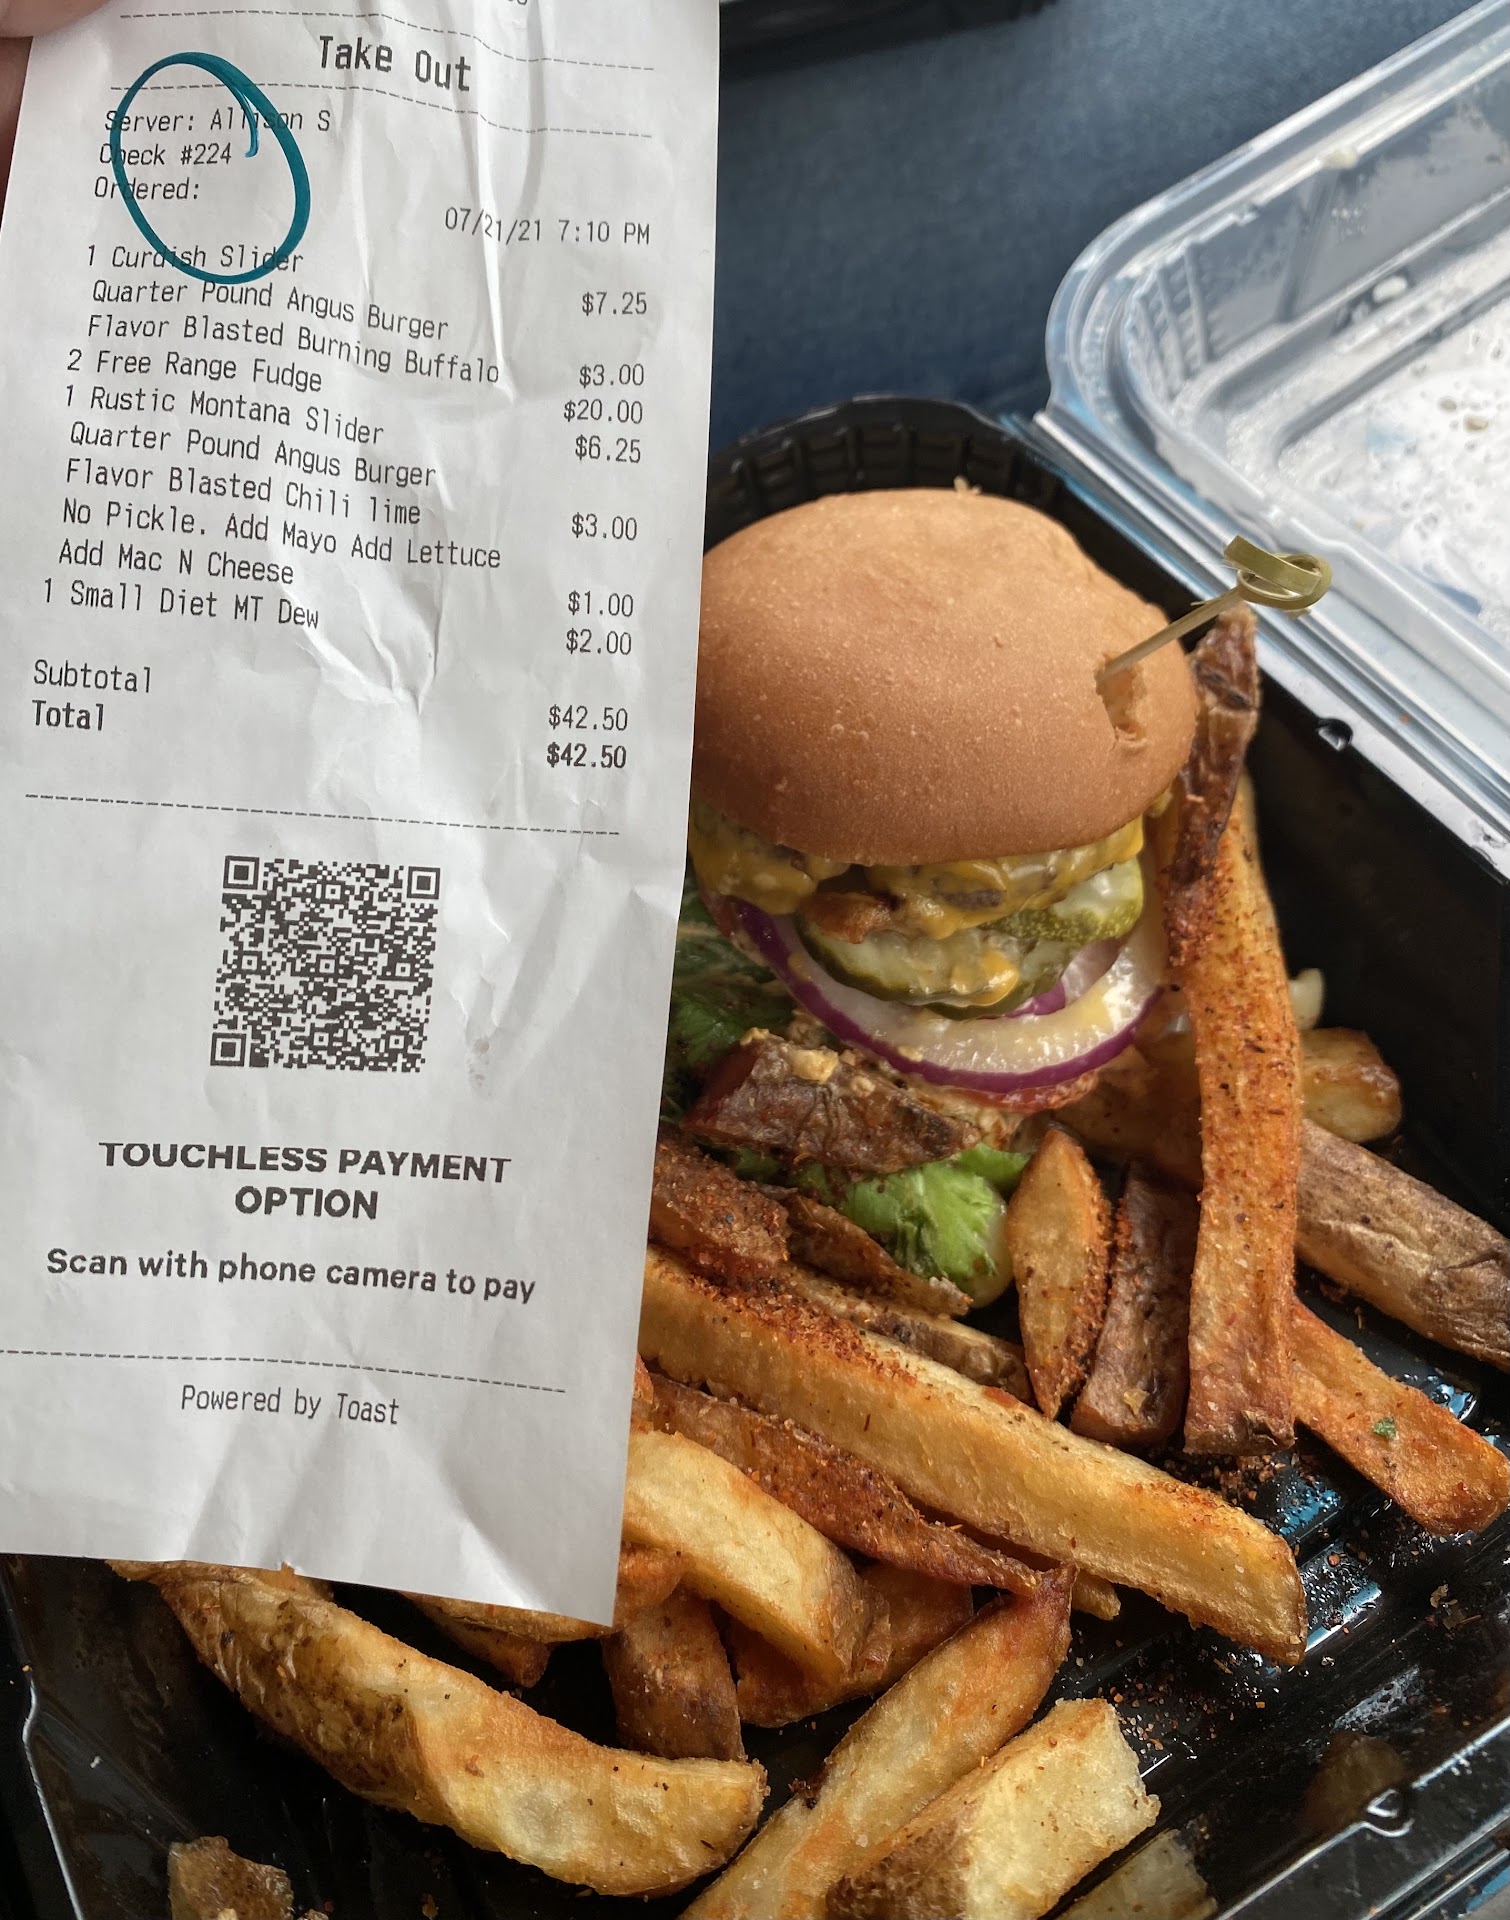 Take Out
Server: Allison S
Check #224
Ordered:
07/21/21 7:10 PM
1 Curdish Slider $7.25
Quarter Pound Angus Burger
Flavor Blasted Burning Buffalo $3.00
2 Free Range Fudge $20.00
1 Rustic Montana Slider $6.25
Quarter Pound Angus Burger
Flavor Blasted Chili lime $3.00
No Pickle. Add Mayo Add Lettuce
Add Mac N Cheese $1.00
1 Small Diet MT Dew $2.00
Subtotal $42.50
Total $42.50
TOUCHLESS PAYMENT
OPTION
Scan with phone camera to pay
Powered by Toast